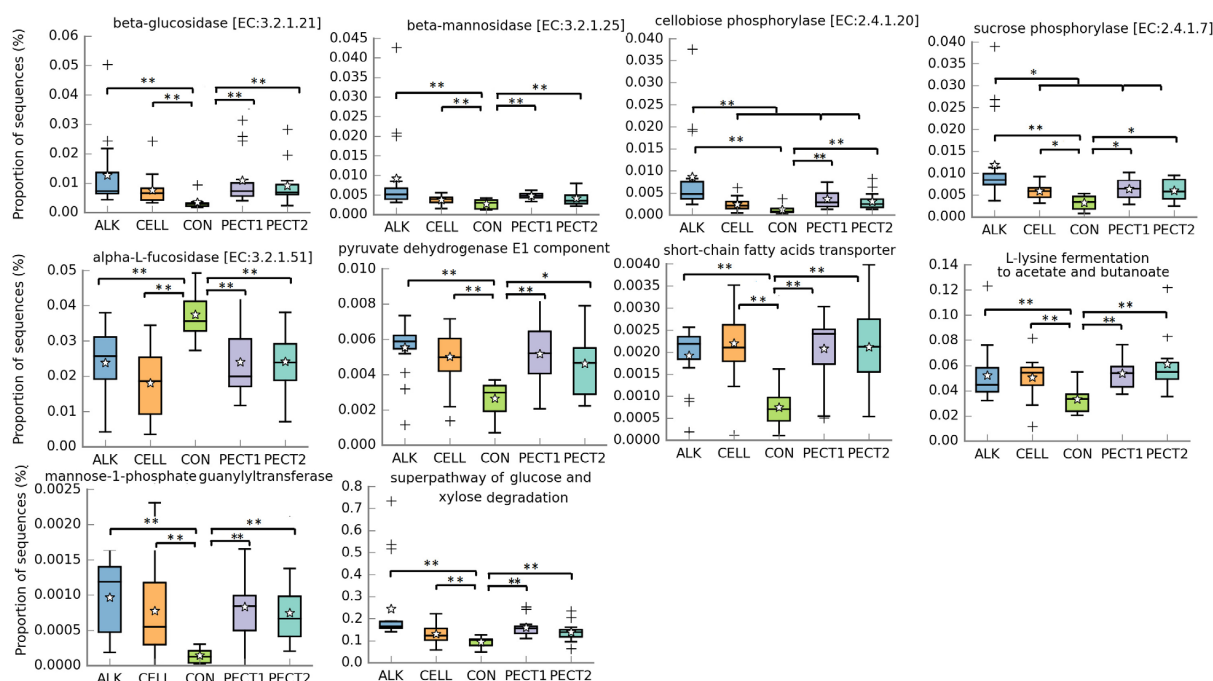 beta-glucosidase [EC:3.2.1.21]
Proportion of sequences (%)
0.06
0.05
0.04
0.03
0.02
0.01
0.00
** ** ** **
ALK CELL CON PECT1 PECT2
beta-mannosidase [EC:3.2.1.25]
0.045
0.040
0.035
0.030
0.025
0.020
0.015
0.010
0.005
0.000
** ** ** **
ALK CELL CON PECT1 PECT2
cellobiose phosphorylase [EC:2.4.1.20]
0.040
0.035
0.030
0.025
0.020
0.015
0.010
0.005
0.000
**
** ** **
ALK CELL CON PECT1 PECT2
sucrose phosphorylase [EC:2.4.1.7]
0.040
0.035
0.030
0.025
0.020
0.015
0.010
0.005
0.000
*
** * * *
ALK CELL CON PECT1 PECT2
alpha-L-fucosidase [EC:3.2.1.51]
Proportion of sequences (%)
0.05
0.04
0.03
0.02
0.01
0.00
** ** ** **
ALK CELL CON PECT1 PECT2
pyruvate dehydrogenase E1 component
0.010
0.008
0.006
0.004
0.002
0.000
** ** ** *
ALK CELL CON PECT1 PECT2
short-chain fatty acids transporter
0.0040
0.0035
0.0030
0.0025
0.0020
0.0015
0.0010
0.0005
0.0000
** ** ** **
ALK CELL CON PECT1 PECT2
L-lysine fermentation
to acetate and butanoate
0.14
0.12
0.10
0.08
0.06
0.04
0.02
0.00
** ** ** **
ALK CELL CON PECT1 PECT2
mannose-1-phosphate guanylyltransferase
Proportion of sequences (%)
0.0025
0.0020
0.0015
0.0010
0.0005
0.0000
** ** ** **
ALK CELL CON PECT1 PECT2
superpathway of glucose and
xylose degradation
0.8
0.7
0.6
0.5
0.4
0.3
0.2
0.1
0.0
** ** ** **
ALK CELL CON PECT1 PECT2